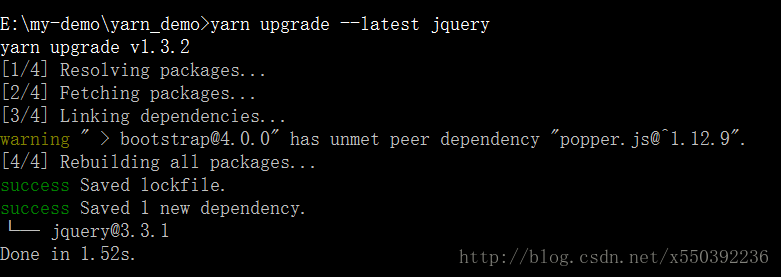 E:\my-demo\yarn_demo>yarn upgrade --latest jquery
yarn upgrade v1.3.2
[1/4] Resolving packages...
[2/4] Fetching packages...
[3/4] Linking dependencies...
warning " > bootstrap@4.0.0" has unmet peer dependency "popper.js@^1.12.9".
[4/4] Rebuilding all packages...
success Saved lockfile.
success Saved 1 new dependency.
└── jquery@3.3.1
Done in 1.52s.
http://blog.csdn.net/x550392236